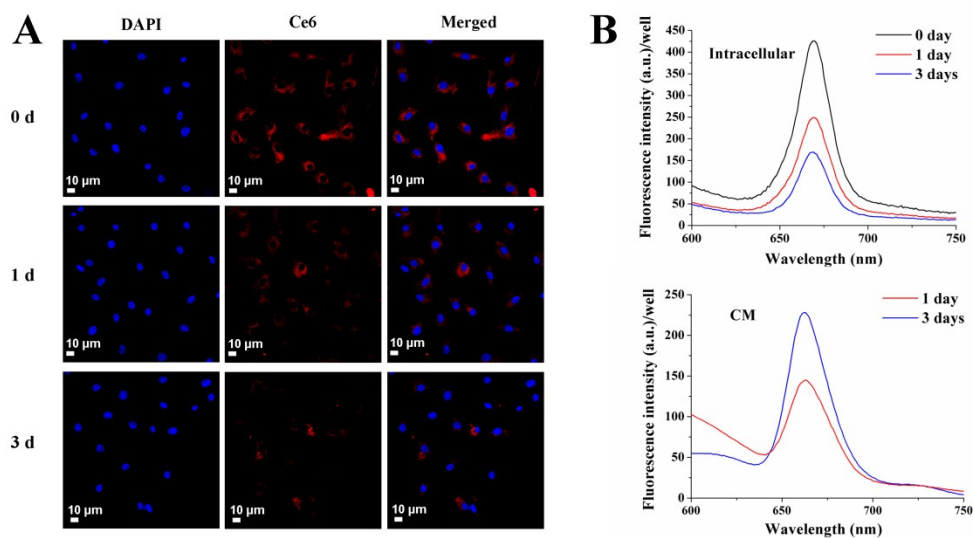 A
DAPI
Ce6
Merged
0 d
10 µm
10 µm
10 µm
1 d
10 µm
10 µm
10 µm
3 d
10 µm
10 µm
10 µm
B
Fluorescence intensity (a.u.)/well
450
400
350
300
250
200
150
100
50
0
Intracellular
0 day
1 day
3 days
600
650
700
750
Wavelength (nm)
Fluorescence intensity (a.u.)/well
250
200
150
100
50
0
CM
1 day
3 days
600
650
700
750
Wavelength (nm)